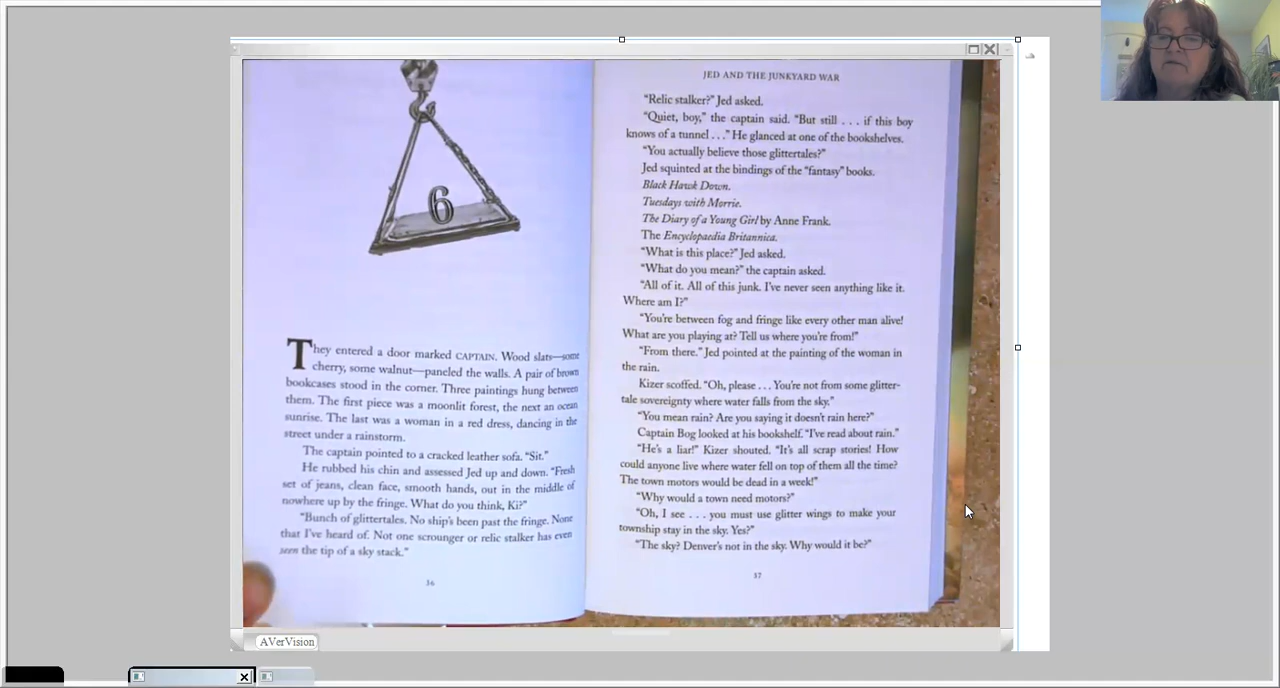 6
They entered a door marked CAPTAIN. Wood slats—some
cherry, some walnut—paneled the walls. A pair of brown
bookcases stood in the corner. Three paintings hung between
them. The first piece was a moonlit forest, the next an ocean
sunrise. The last was a woman in a red dress, dancing in the
street under a rainstorm.
The captain pointed to a cracked leather sofa. “Sit.”
He rubbed his chin and assessed Jed up and down. “Fresh
set of jeans, clean face, smooth hands, out in the middle of
nowhere up by the fringe. What do you think, Ki?”
“Bunch of glittertales. No ship’s been past the fringe. None
that I’ve heard of. Not one scrounger or relic stalker has even
seen the tip of a sky stack.”
36
JED AND THE JUNKYARD WAR
“Relic stalker?” Jed asked.
“Quiet, boy,” the captain said. “But still . . . if this boy
knows of a tunnel . . .” He glanced at one of the bookshelves.
“You actually believe those glittertales?”
Jed squinted at the bindings of the “fantasy” books.
Black Hawk Down.
Tuesdays with Morrie.
The Diary of a Young Girl by Anne Frank.
The Encyclopaedia Britannica.
“What is this place?” Jed asked.
“What do you mean?” the captain asked.
“All of it. All of this junk. I’ve never seen anything like it.
Where am I?”
“You’re between fog and fringe like every other man alive!
What are you playing at? Tell us where you’re from!”
“From there.” Jed pointed at the painting of the woman in
the rain.
Kizer scoffed. “Oh, please . . . You’re not from some glitter-
tale sovereignty where water falls from the sky.”
“You mean rain? Are you saying it doesn’t rain here?”
Captain Bog looked at his bookshelf. “I’ve read about rain.”
“He’s a liar!” Kizer shouted. “It’s all scrap stories! How
could anyone live where water fell on top of them all the time?
The town motors would be dead in a week!”
“Why would a town need motors?”
“Oh, I see . . . you must use glitter wings to make your
township stay in the sky. Yes?”
“The sky? Denver’s not in the sky. Why would it be?”
37
AVerVision